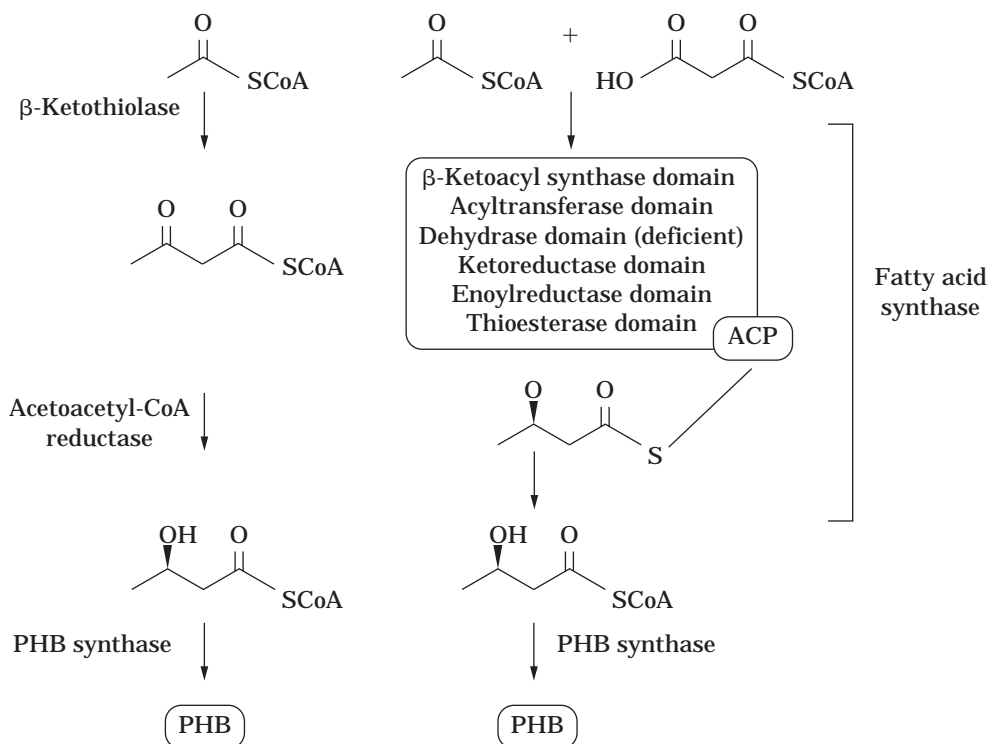 O
SCoA
β-Ketothiolase
O
O
SCoA
Acetoacetyl-CoA
reductase
OH
O
SCoA
PHB synthase
PHB
O
SCoA
+
O
O
HO
SCoA
β-Ketoacyl synthase domain
Acyltransferase domain
Dehydrase domain (deficient)
Ketoreductase domain
Enoylreductase domain
Thioesterase domain
ACP
O
O
S
OH
O
SCoA
PHB synthase
PHB
Fatty acid
synthase